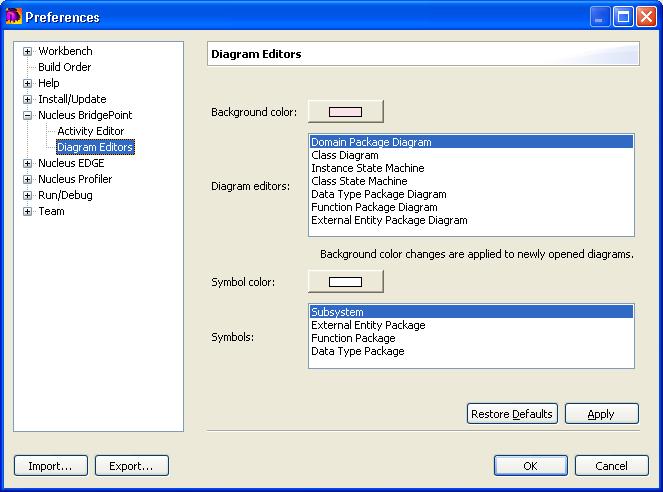 Preferences
Workbench
Build Order
Help
Install/Update
Nucleus BridgePoint
Activity Editor
Diagram Editors
Nucleus EDGE
Nucleus Profiler
Run/Debug
Team
Diagram Editors
Background color:
Diagram editors:
Domain Package Diagram
Class Diagram
Instance State Machine
Class State Machine
Data Type Package Diagram
Function Package Diagram
External Entity Package Diagram
Background color changes are applied to newly opened diagrams.
Symbol color:
Symbols:
Subsystem
External Entity Package
Function Package
Data Type Package
Restore Defaults
Apply
Import...
Export...
OK
Cancel